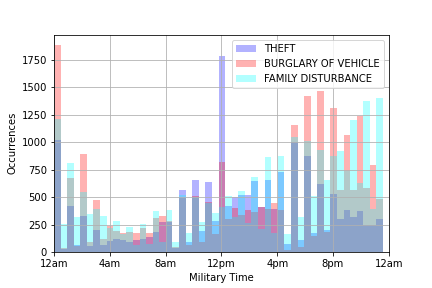 THEFT
BURGLARY OF VEHICLE
FAMILY DISTURBANCE
Occurrences
1750
1500
1250
1000
750
500
250
0
12am 4am 8am 12pm 4am 8pm 12am
Military Time